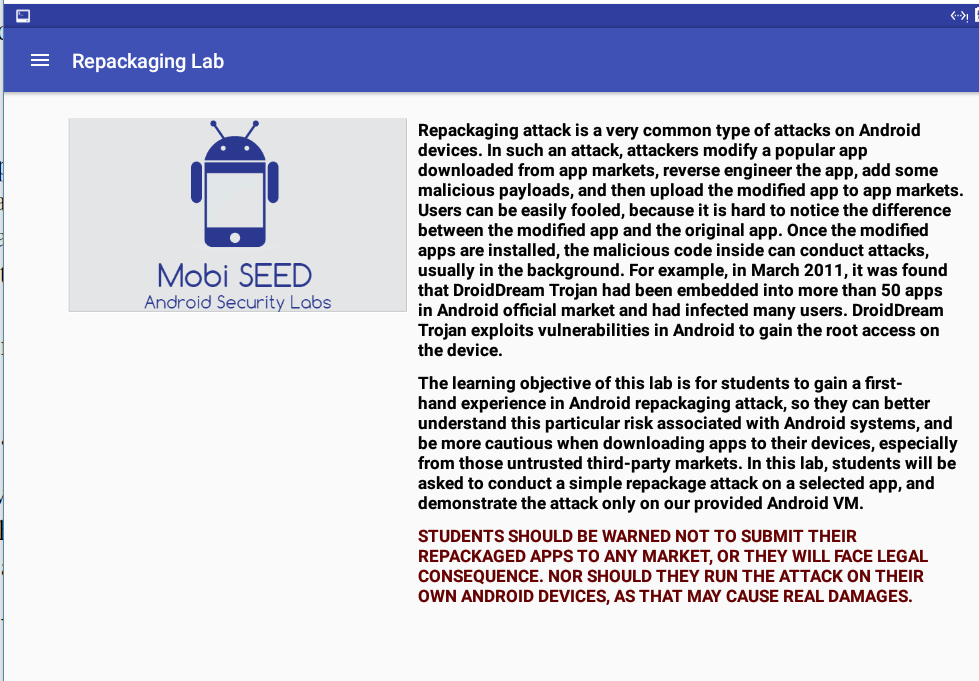 Repackaging Lab
Mobi SEED
Android Security Labs
Repackaging attack is a very common type of attacks on Android
devices. In such an attack, attackers modify a popular app
downloaded from app markets, reverse engineer the app, add some
malicious payloads, and then upload the modified app to app markets.
Users can be easily fooled, because it is hard to notice the difference
between the modified app and the original app. Once the modified
apps are installed, the malicious code inside can conduct attacks,
usually in the background. For example, in March 2011, it was found
that DroidDream Trojan had been embedded into more than 50 apps
in Android official market and had infected many users. DroidDream
Trojan exploits vulnerabilities in Android to gain the root access on
the device.
The learning objective of this lab is for students to gain a first-
hand experience in Android repackaging attack, so they can better
understand this particular risk associated with Android systems, and
be more cautious when downloading apps to their devices, especially
from those untrusted third-party markets. In this lab, students will be
asked to conduct a simple repackage attack on a selected app, and
demonstrate the attack only on our provided Android VM.
STUDENTS SHOULD BE WARNED NOT TO SUBMIT THEIR
REPACKAGED APPS TO ANY MARKET, OR THEY WILL FACE LEGAL
CONSEQUENCE. NOR SHOULD THEY RUN THE ATTACK ON THEIR
OWN ANDROID DEVICES, AS THAT MAY CAUSE REAL DAMAGES.